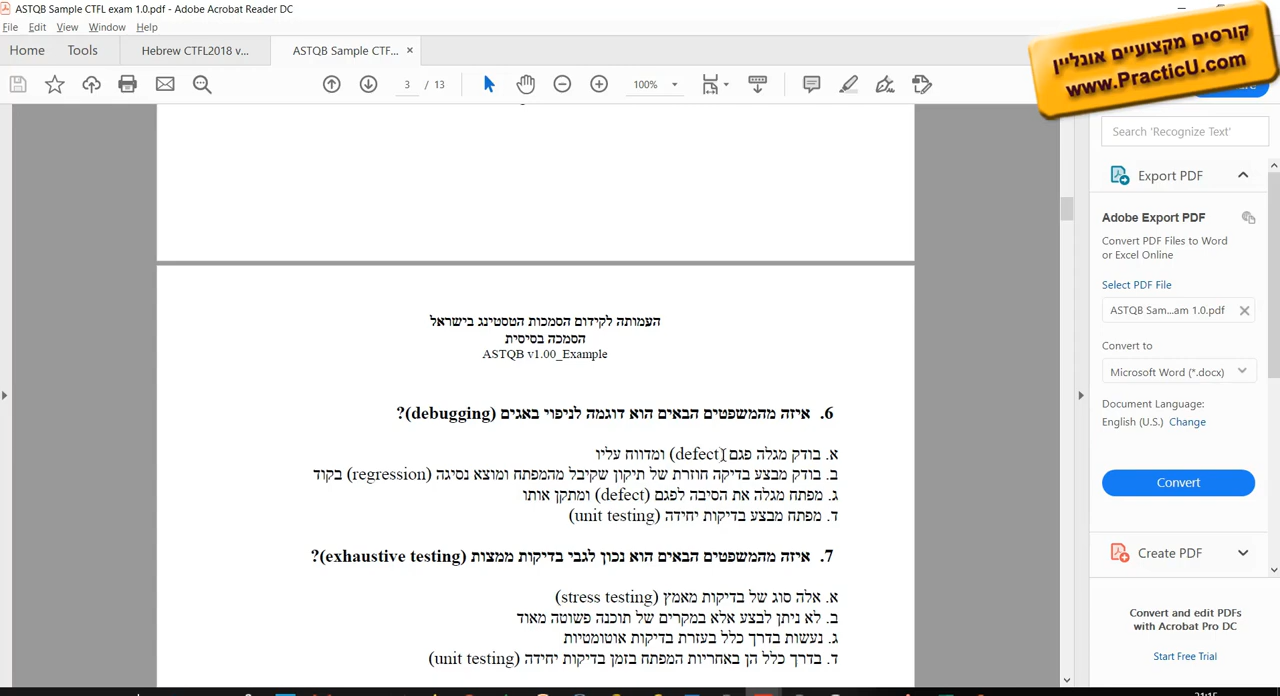 ASTQB Sample CTFL exam 1.0.pdf - Adobe Acrobat Reader DC
File Edit View Window Help
Home Tools Hebrew CTFL2018 v... ASTQB Sample CTF... ×
קורסים מקצועיים אונליין
www.PracticU.com
3 / 13 100%
Search 'Recognize Text'
Export PDF
Adobe Export PDF
Convert PDF Files to Word
or Excel Online
Select PDF File
ASTQB Sam...am 1.0.pdf
Convert to
Microsoft Word (*.docx)
Document Language:
English (U.S.) Change
Convert
Create PDF
Convert and edit PDFs
with Acrobat Pro DC
Start Free Trial
העמותה לקידום הסמכות הטסטינג בישראל
הסמכה בסיסית
ASTQB v1.00_Example
6. איזה מהמשפטים הבאים הוא דוגמה לניפוי באגים (debugging)?
א. בודק מגלה פגם (defect) ומדווח עליו
ב. בודק מבצע בדיקה חוזרת של תיקון שקיבל מהמפתח ומוצא נסיגה (regression) בקוד
ג. מפתח מגלה את הסיבה לפגם (defect) ומתקן אותו
ד. מפתח מבצע בדיקות יחידה (unit testing)
7. איזה מהמשפטים הבאים הוא נכון לגבי בדיקות ממצות (exhaustive testing)?
א. אלה סוג של בדיקות מאמץ (stress testing)
ב. לא ניתן לבצע אלא במקרים של תוכנה פשוטה מאוד
ג. נעשות בדרך כלל בעזרת בדיקות אוטומטיות
ד. בדרך כלל הן באחריות המפתח בזמן בדיקות יחידה (unit testing)